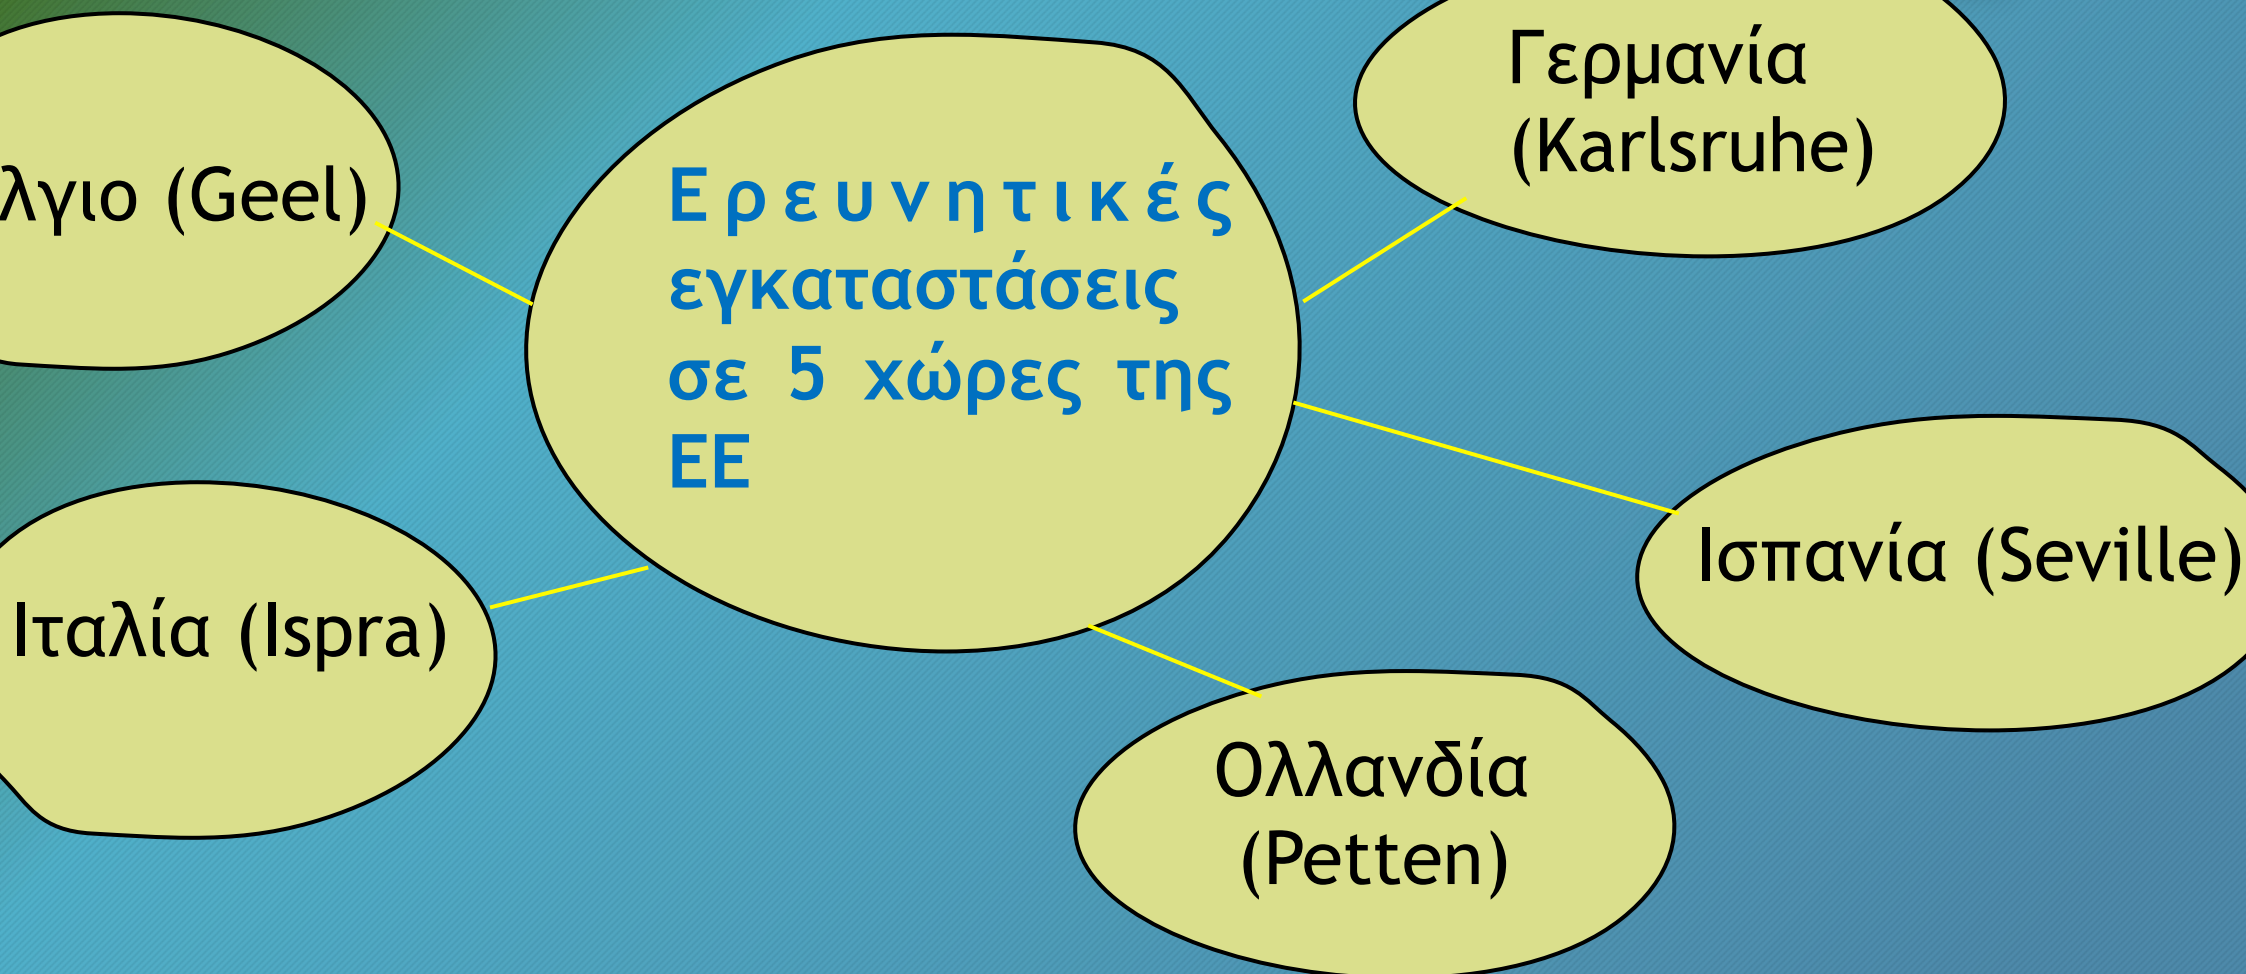 Γερμανία
(Karlsruhe)
λγιο (Geel)
Ερευνητικές
εγκαταστάσεις
σε 5 χώρες της
ΕΕ
Ισπανία (Seville)
Ιταλία (Ispra)
Ολλανδία
(Petten)